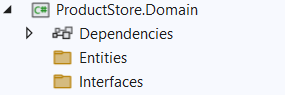 C# ProductStore.Domain
Dependencies
Entities
Interfaces